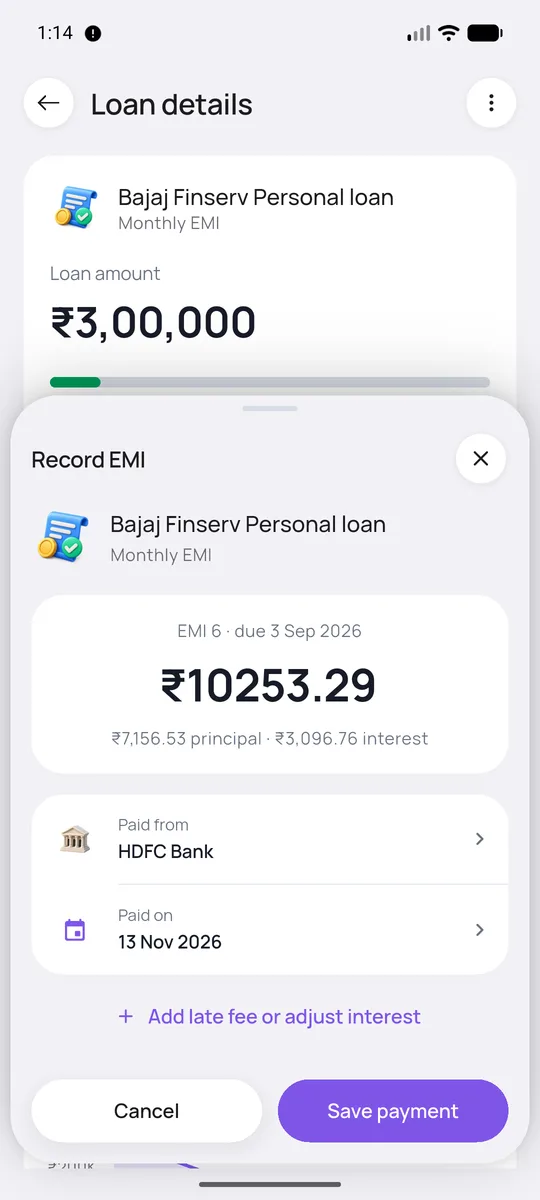 1:14
Loan details
Bajaj Finserv Personal loan
Monthly EMI
Loan amount
₹3,00,000
Record EMI
Bajaj Finserv Personal loan
Monthly EMI
EMI 6 · due 3 Sep 2026
₹10253.29
₹7,156.53 principal · ₹3,096.76 interest
Paid from
HDFC Bank
Paid on
13 Nov 2026
+ Add late fee or adjust interest
Cancel
Save payment